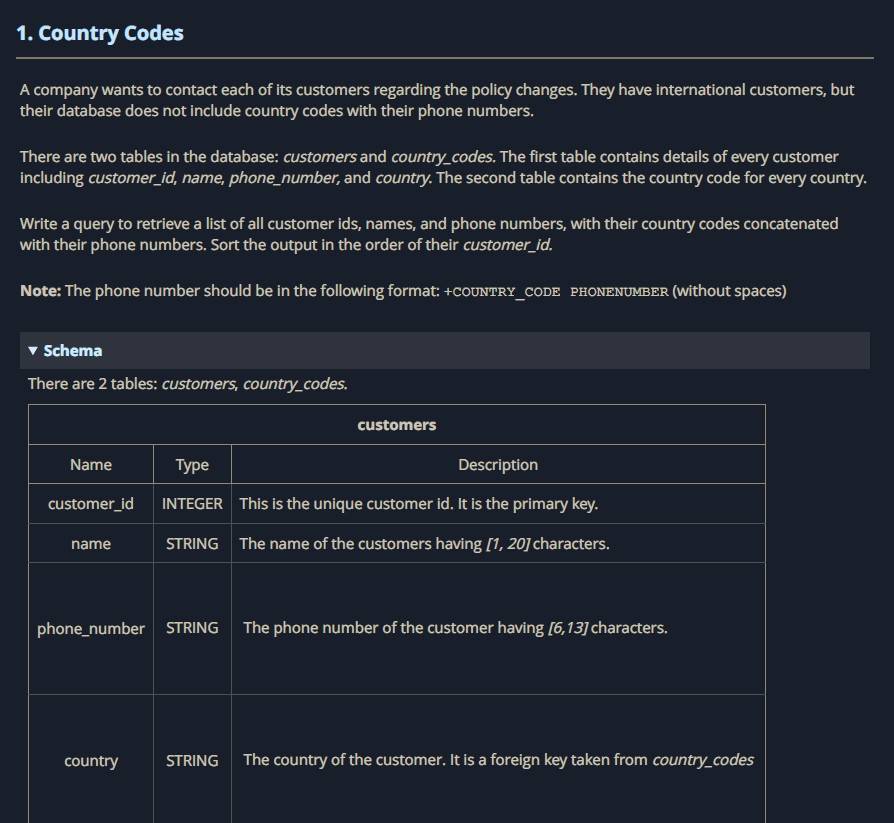 1. Country Codes
A company wants to contact each of its customers regarding the policy changes. They have international customers, but
their database does not include country codes with their phone numbers.
There are two tables in the database: customers and country_codes. The first table contains details of every customer
including customer_id, name, phone_number, and country. The second table contains the country code for every country.
Write a query to retrieve a list of all customer ids, names, and phone numbers, with their country codes concatenated
with their phone numbers. Sort the output in the order of their customer_id.
Note: The phone number should be in the following format: +COUNTRY_CODE PHONENUMBER (without spaces)
▼ Schema
There are 2 tables: customers, country_codes.
customers
Name Type Description
customer_id INTEGER This is the unique customer id. It is the primary key.
name STRING The name of the customers having [1, 20] characters.
phone_number STRING The phone number of the customer having [6,13] characters.
country STRING The country of the customer. It is a foreign key taken from country_codes